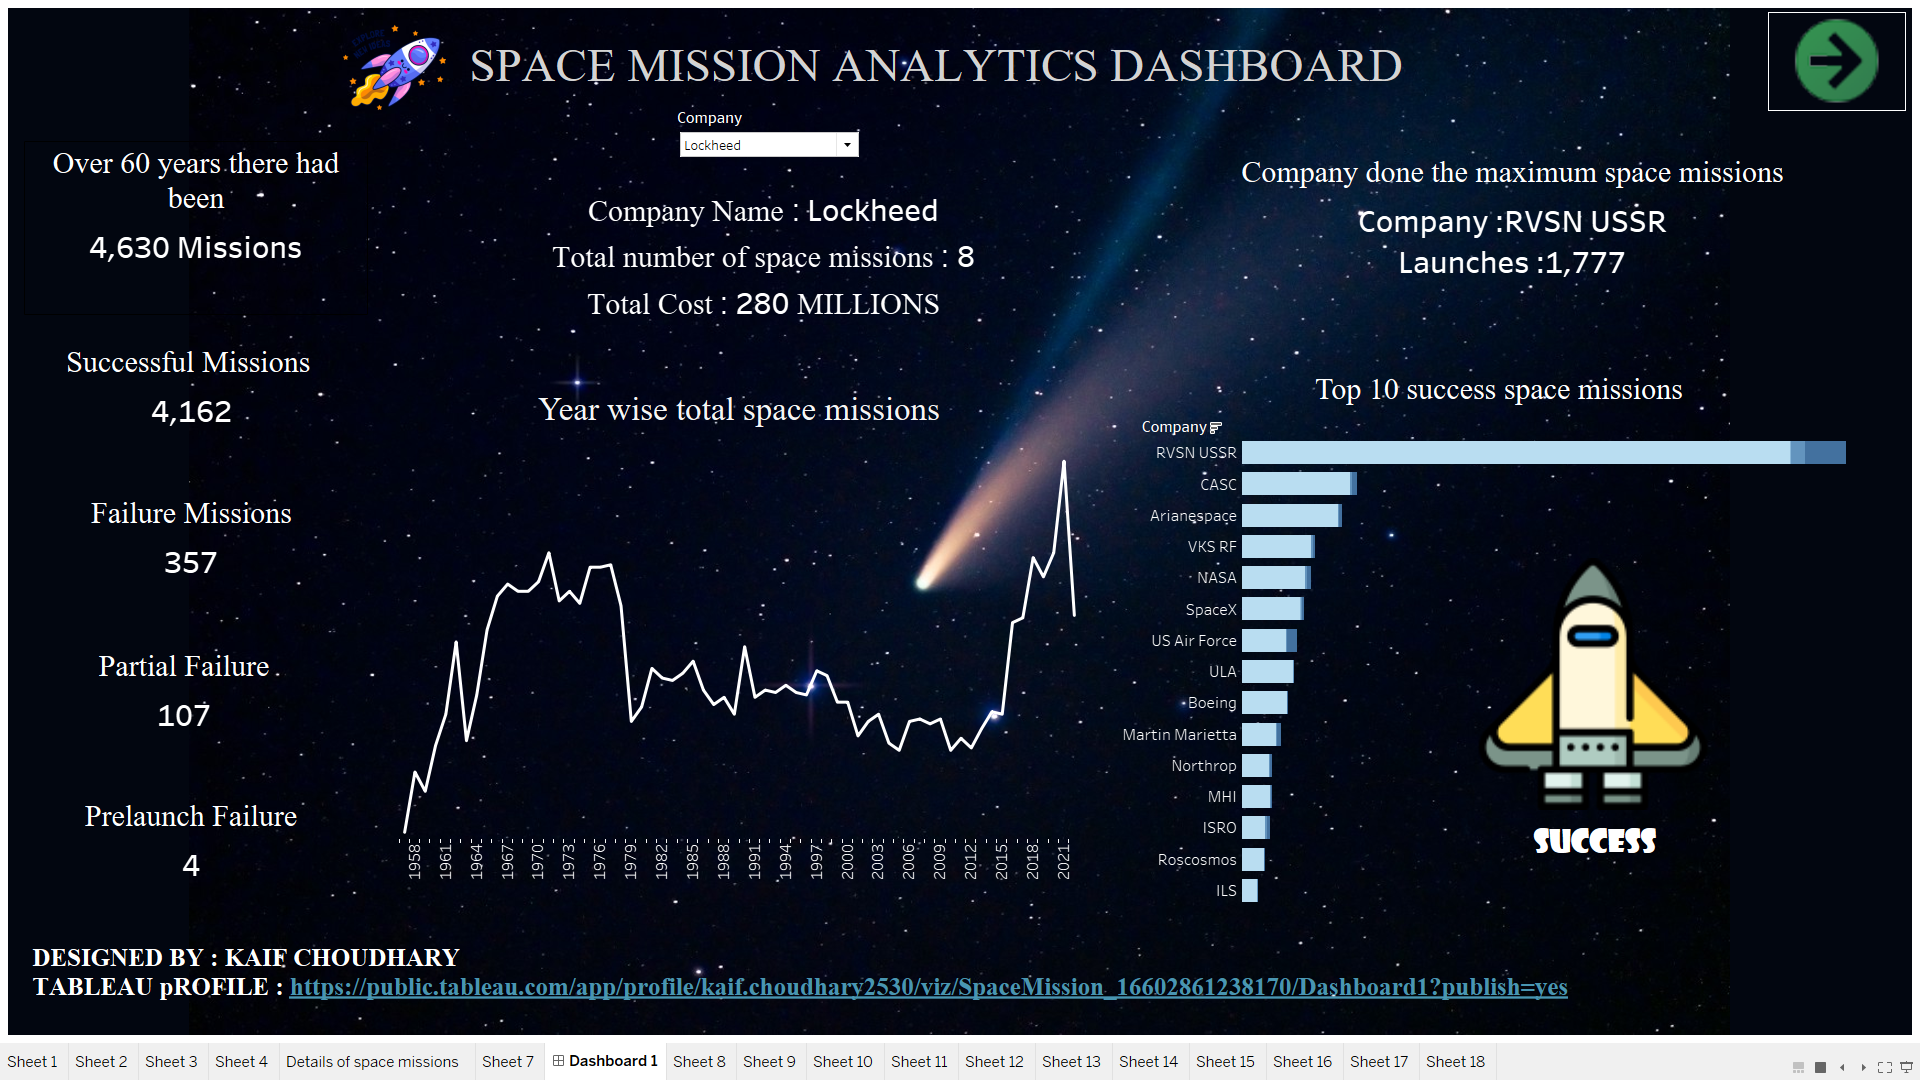 SPACE MISSION ANALYTICS DASHBOARD
Company
Lockheed
Over 60 years there had
been
4,630 Missions
Company Name : Lockheed
Total number of space missions : 8
Total Cost : 280 MILLIONS
Company done the maximum space missions
Company :RVSN USSR
Launches :1,777
Successful Missions
4,162
Failure Missions
357
Partial Failure
107
Prelaunch Failure
4
Year wise total space missions
1958
1961
1964
1967
1970
1973
1976
1979
1982
1985
1988
1991
1994
1997
2000
2003
2006
2009
2012
2015
2018
2021
Top 10 success space missions
Company
RVSN USSR
CASC
Arianespace
VKS RF
NASA
SpaceX
US Air Force
ULA
Boeing
Martin Marietta
Northrop
MHI
ISRO
Roscosmos
ILS
SUCCESS
DESIGNED BY : KAIF CHOUDHARY
TABLEAU pROFILE : https://public.tableau.com/app/profile/kaif.choudhary2530/viz/SpaceMission_16602861238170/Dashboard1?publish=yes
Sheet 1 Sheet 2 Sheet 3 Sheet 4 Details of space missions Sheet 7 Dashboard 1 Sheet 8 Sheet 9 Sheet 10 Sheet 11 Sheet 12 Sheet 13 Sheet 14 Sheet 15 Sheet 16 Sheet 17 Sheet 18